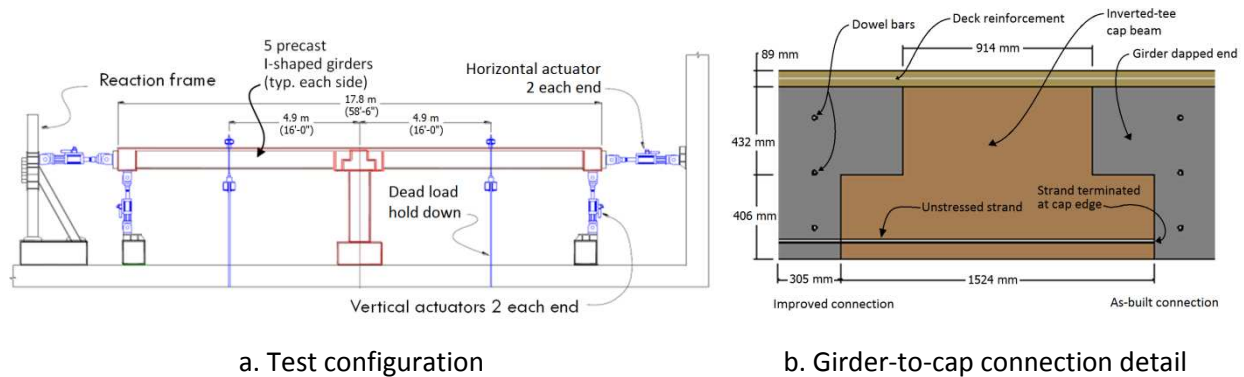 5 precast
I-shaped girders
(typ. each side)
Reaction frame
Horizontal actuator
2 each end
17.8 m
(58'-6")
4.9 m
(16'-0")
4.9 m
(16'-0")
Dead load
hold down
Vertical actuators 2 each end
a. Test configuration
Dowel bars
Deck reinforcement
Inverted-tee
cap beam
Girder dapped end
89 mm
914 mm
432 mm
406 mm
Strand terminated
at cap edge
Unstressed strand
305 mm
1524 mm
Improved connection
As-built connection
b. Girder-to-cap connection detail